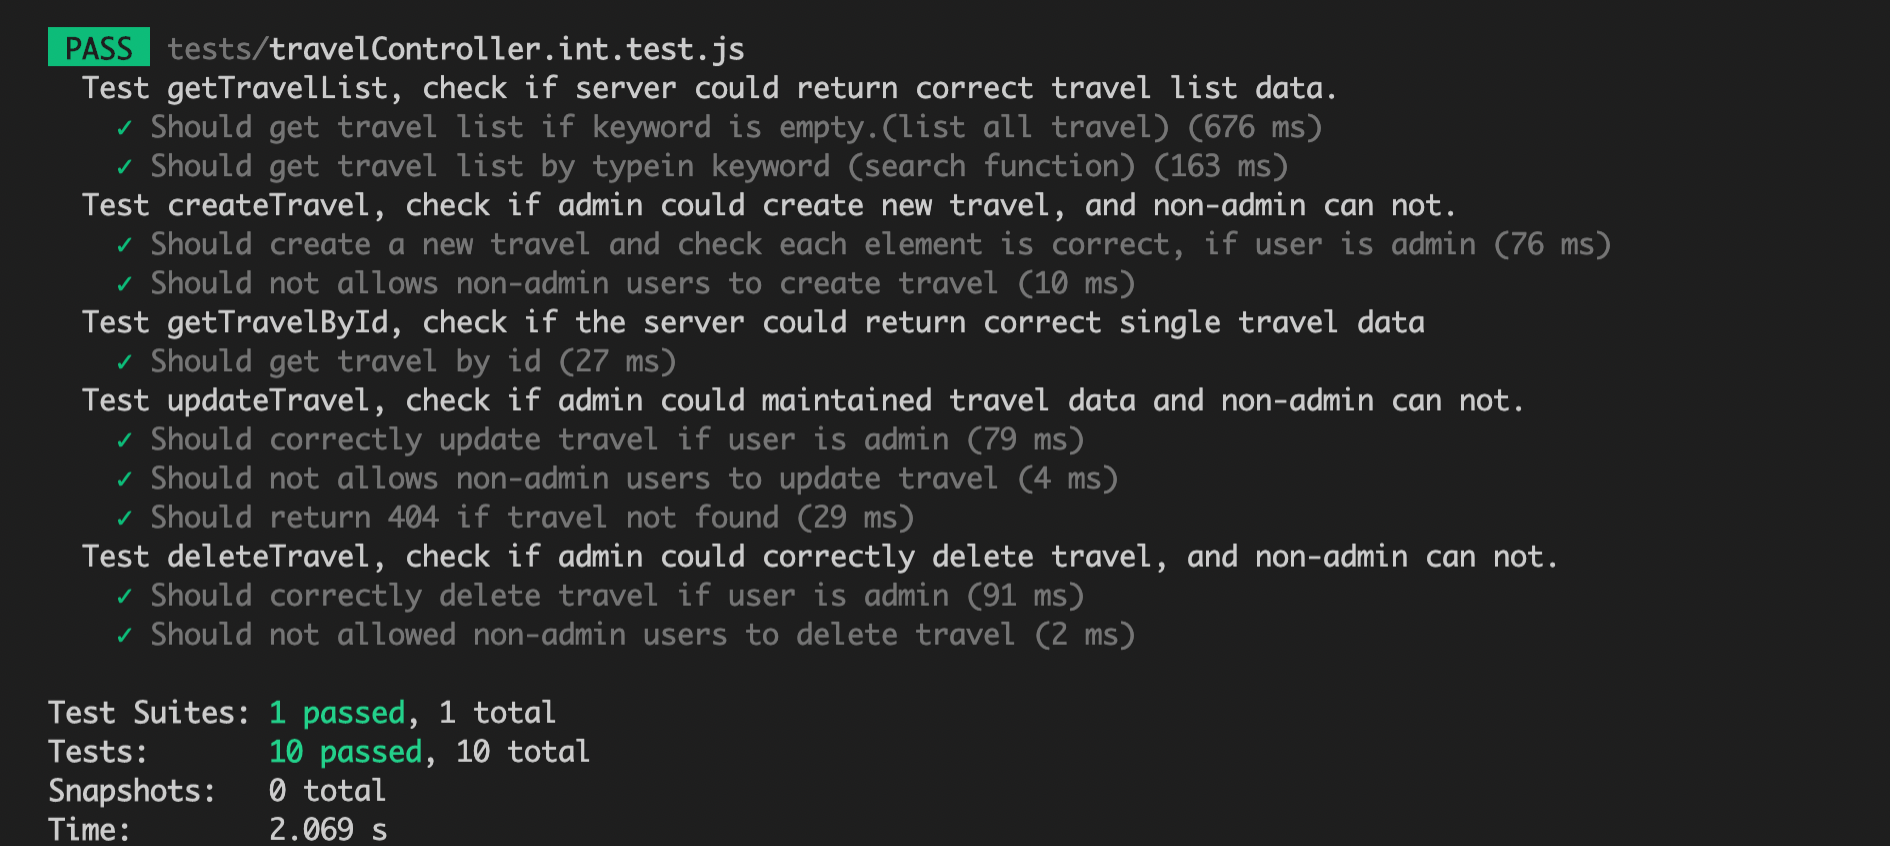 PASS tests/travelController.int.test.js
Test getTravelList, check if server could return correct travel list data.
✓ Should get travel list if keyword is empty.(list all travel) (676 ms)
✓ Should get travel list by typein keyword (search function) (163 ms)
Test createTravel, check if admin could create new travel, and non-admin can not.
✓ Should create a new travel and check each element is correct, if user is admin (76 ms)
✓ Should not allows non-admin users to create travel (10 ms)
Test getTravelById, check if the server could return correct single travel data
✓ Should get travel by id (27 ms)
Test updateTravel, check if admin could maintained travel data and non-admin can not.
✓ Should correctly update travel if user is admin (79 ms)
✓ Should not allows non-admin users to update travel (4 ms)
✓ Should return 404 if travel not found (29 ms)
Test deleteTravel, check if admin could correctly delete travel, and non-admin can not.
✓ Should correctly delete travel if user is admin (91 ms)
✓ Should not allowed non-admin users to delete travel (2 ms)
Test Suites: 1 passed, 1 total
Tests: 10 passed, 10 total
Snapshots: 0 total
Time: 2.069 s